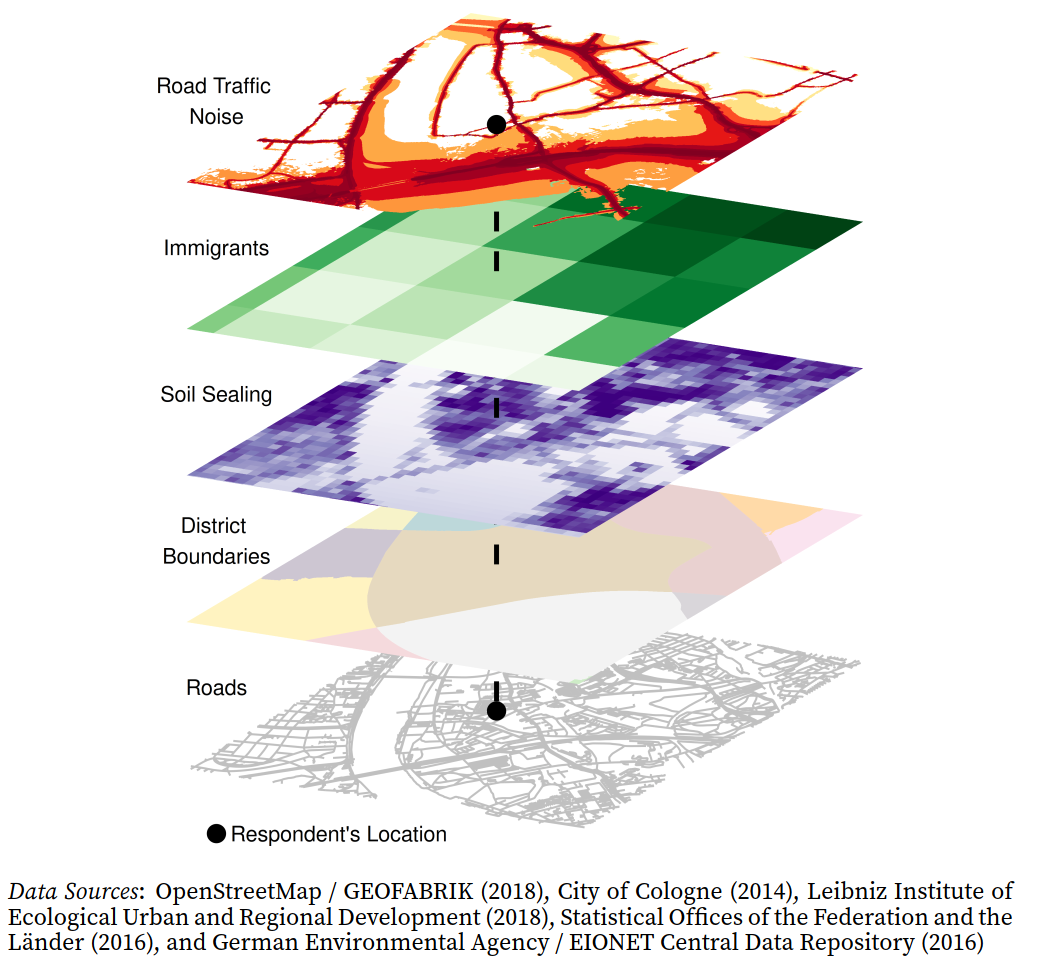 Road Traffic
Noise
Immigrants
Soil Sealing
District
Boundaries
Roads
Respondent's Location
Data Sources: OpenStreetMap / GEOFABRIK (2018), City of Cologne (2014), Leibniz Institute of
Ecological Urban and Regional Development (2018), Statistical Offices of the Federation and the
Länder (2016), and German Environmental Agency / EIONET Central Data Repository (2016)